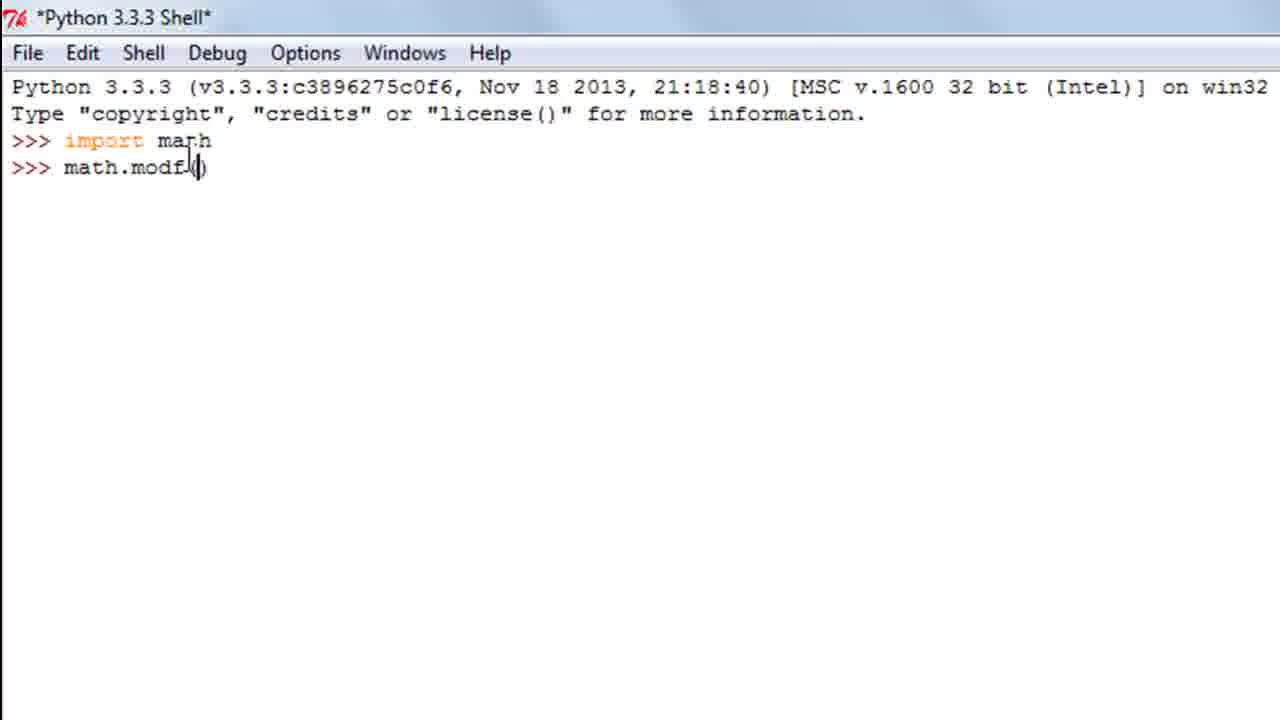 *Python 3.3.3 Shell*
File Edit Shell Debug Options Windows Help
Python 3.3.3 (v3.3.3:c3896275c0f6, Nov 18 2013, 21:18:40) [MSC v.1600 32 bit (Intel)] on win32
Type "copyright", "credits" or "license()" for more information.
>>> import math
>>> math.modf()